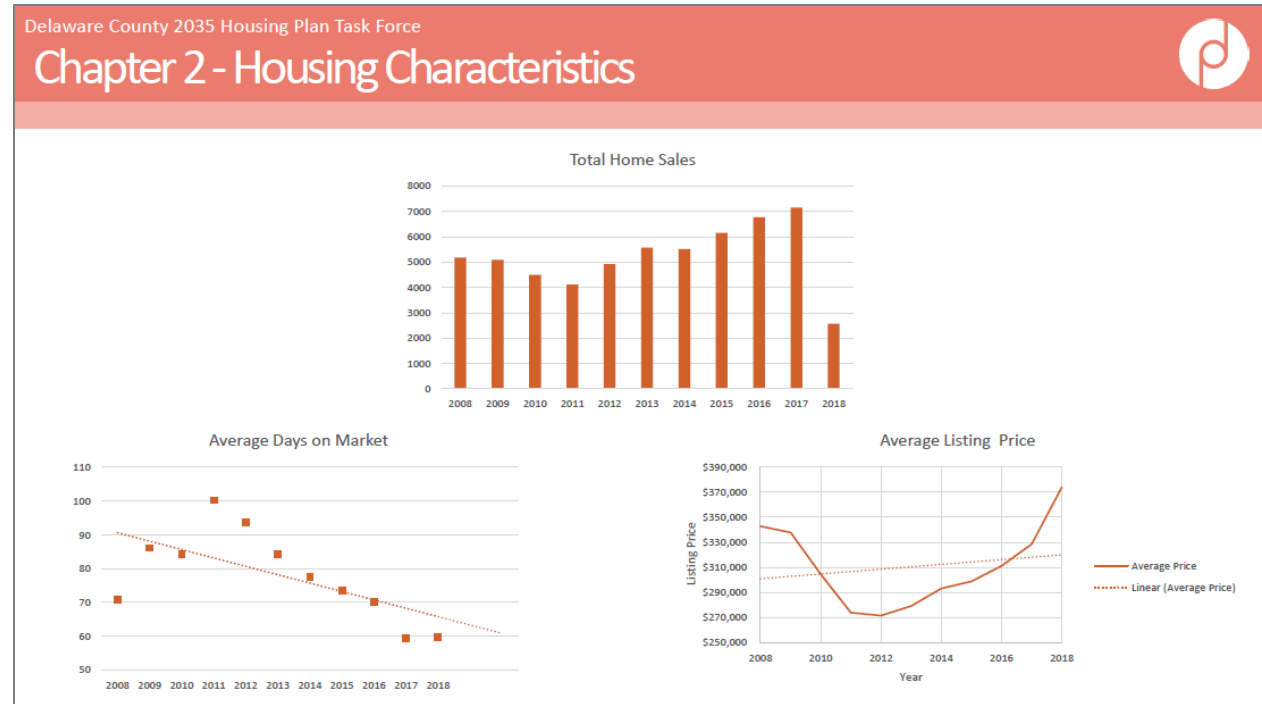 Delaware County 2035 Housing Plan Task Force
Chapter 2 - Housing Characteristics
Total Home Sales
8000
7000
6000
5000
4000
3000
2000
1000
0
2008 2009 2010 2011 2012 2013 2014 2015 2016 2017 2018
Average Days on Market
110
100
90
80
70
60
50
2008 2009 2010 2011 2012 2013 2014 2015 2016 2017 2018
Average Listing Price
$390,000
$370,000
$350,000
$330,000
$310,000
$290,000
$270,000
$250,000
Listing Price
2008 2010 2012 2014 2016 2018
Year
Average Price
Linear (Average Price)